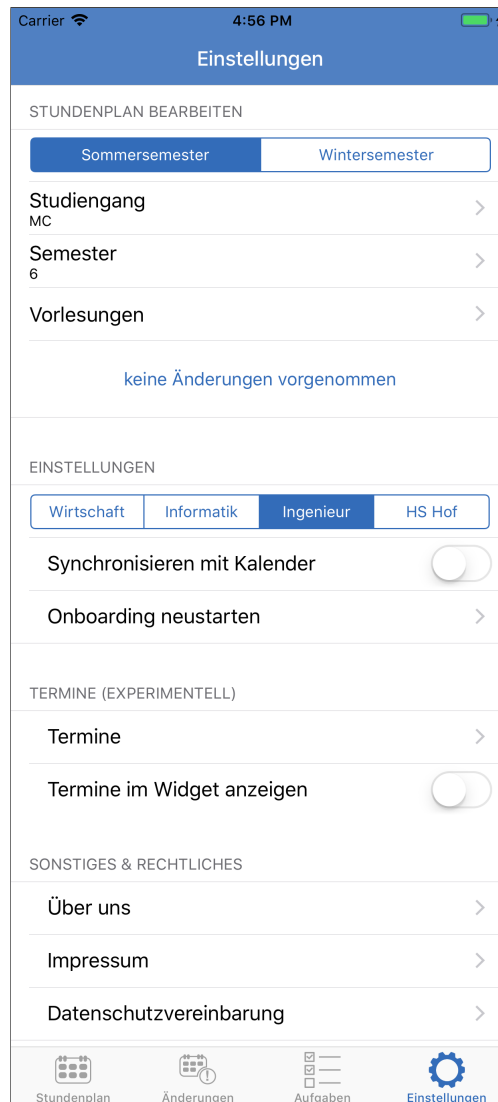 Carrier 4:56 PM
Einstellungen
STUNDENPLAN BEARBEITEN
Sommersemester Wintersemester
Studiengang
MC
Semester
6
Vorlesungen
keine Änderungen vorgenommen
EINSTELLUNGEN
Wirtschaft Informatik Ingenieur HS Hof
Synchronisieren mit Kalender
Onboarding neustarten
TERMINE (EXPERIMENTELL)
Termine
Termine im Widget anzeigen
SONSTIGES & RECHTLICHES
Über uns
Impressum
Datenschutzvereinbarung
Stundenplan Änderungen Aufgaben Einstellungen